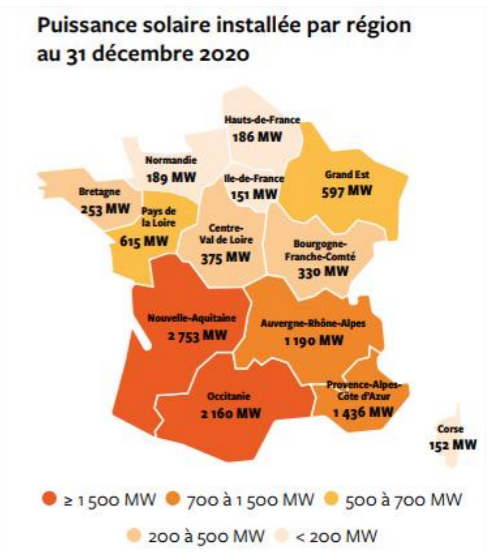 Puissance solaire installée par région
au 31 décembre 2020
Hauts-de-France
186 MW
Normandie
189 MW
Ile-de-France
151 MW
Grand Est
597 MW
Bretagne
253 MW
Pays de
la Loire
615 MW
Centre-
Val de Loire
375 MW
Bourgogne-
Franche-Comté
330 MW
Nouvelle-Aquitaine
2 753 MW
Auvergne-Rhône-Alpes
1 190 MW
Occitanie
2 160 MW
Provence-Alpes-
Côte d'Azur
1 436 MW
Corse
152 MW
≥ 1 500 MW
700 à 1 500 MW
500 à 700 MW
200 à 500 MW
< 200 MW